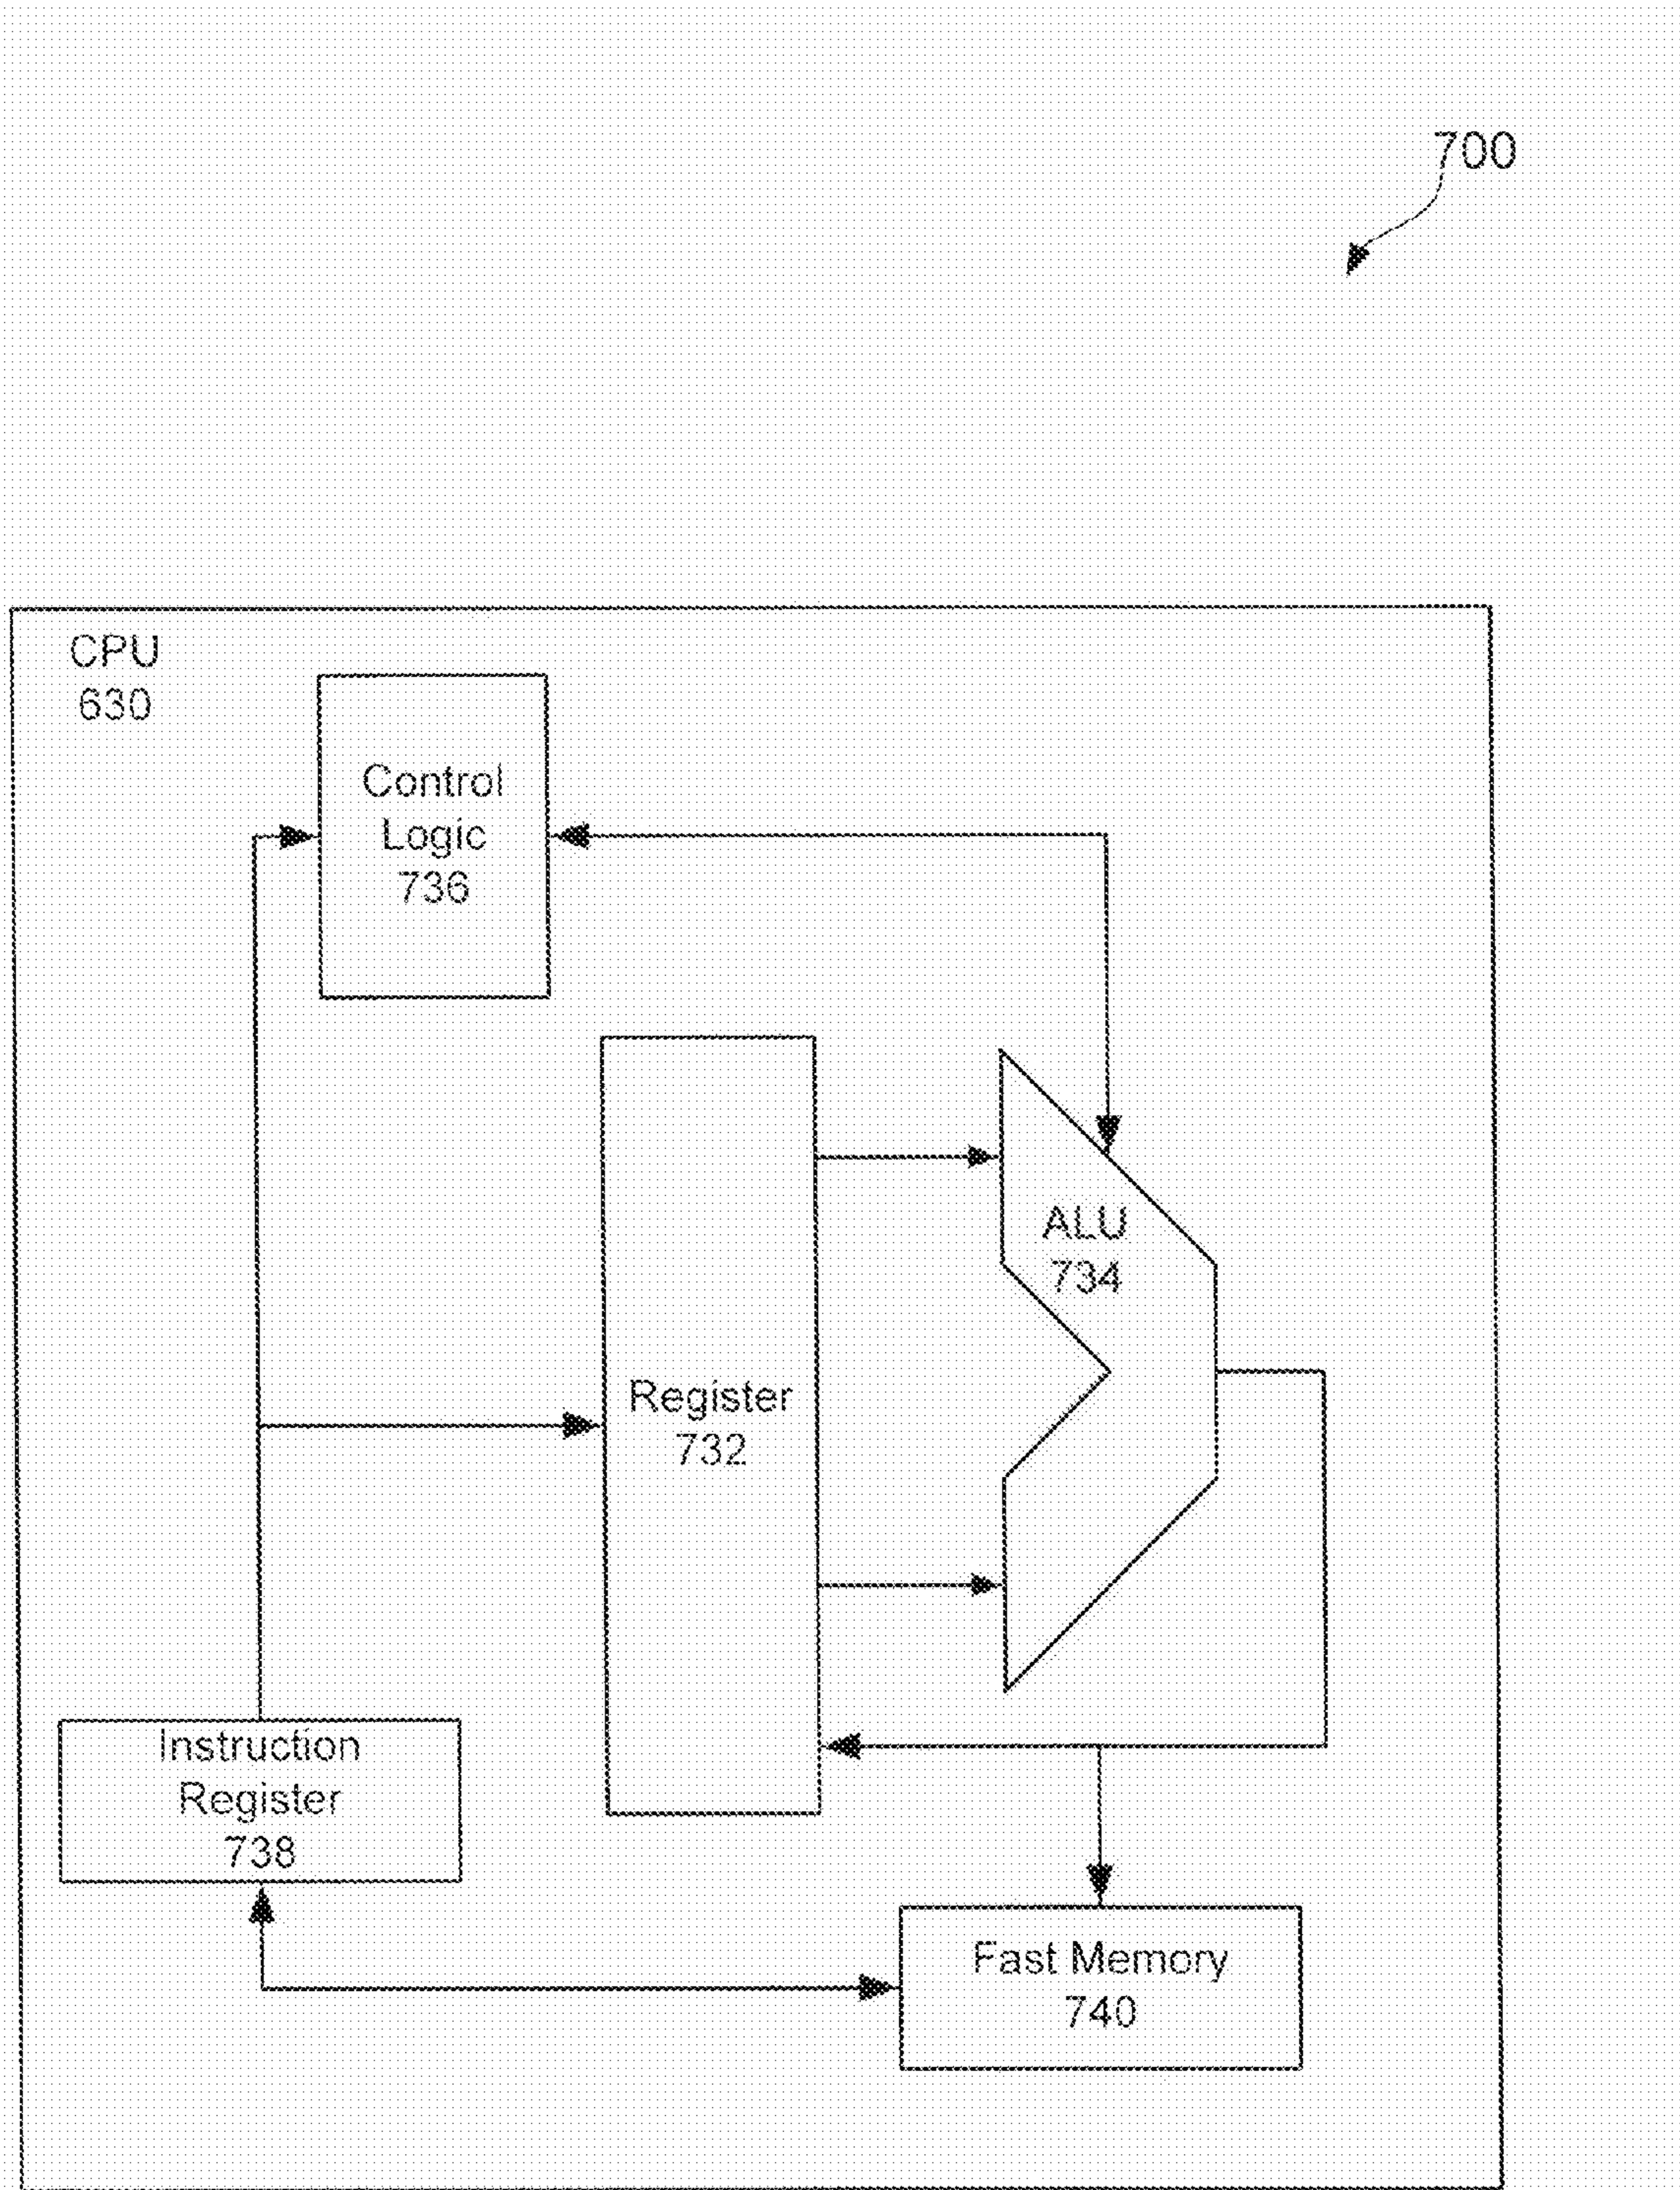 700
CPU
630
Control
Logic
736
ALU
734
Register
732
Instruction
Register
738
Fast Memory
740